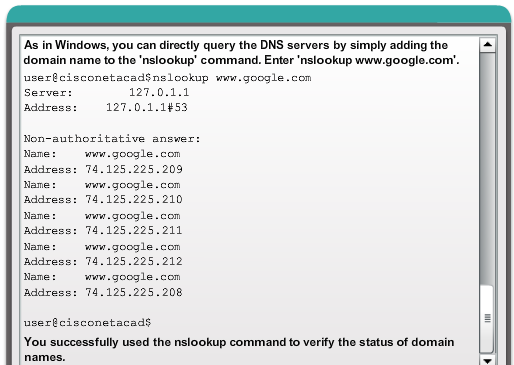 As in Windows, you can directly query the DNS servers by simply adding the
domain name to the 'nslookup' command. Enter 'nslookup www.google.com'.
user@cisconetacad$nslookup www.google.com
Server: 127.0.1.1
Address: 127.0.1.1#53
Non-authoritative answer:
Name: www.google.com
Address: 74.125.225.209
Name: www.google.com
Address: 74.125.225.210
Name: www.google.com
Address: 74.125.225.211
Name: www.google.com
Address: 74.125.225.212
Name: www.google.com
Address: 74.125.225.208
user@cisconetacad$
You successfully used the nslookup command to verify the status of domain
names.